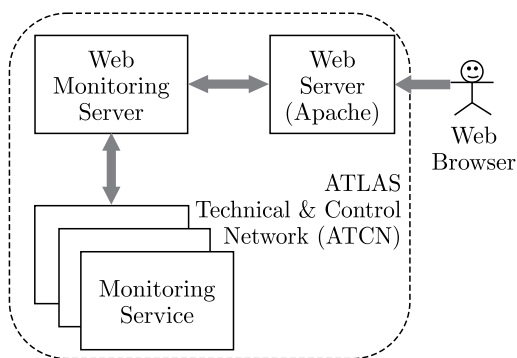 Web
Monitoring
Server
Web
Server
(Apache)
Web
Browser
ATLAS
Technical & Control
Network (ATCN)
Monitoring
Service